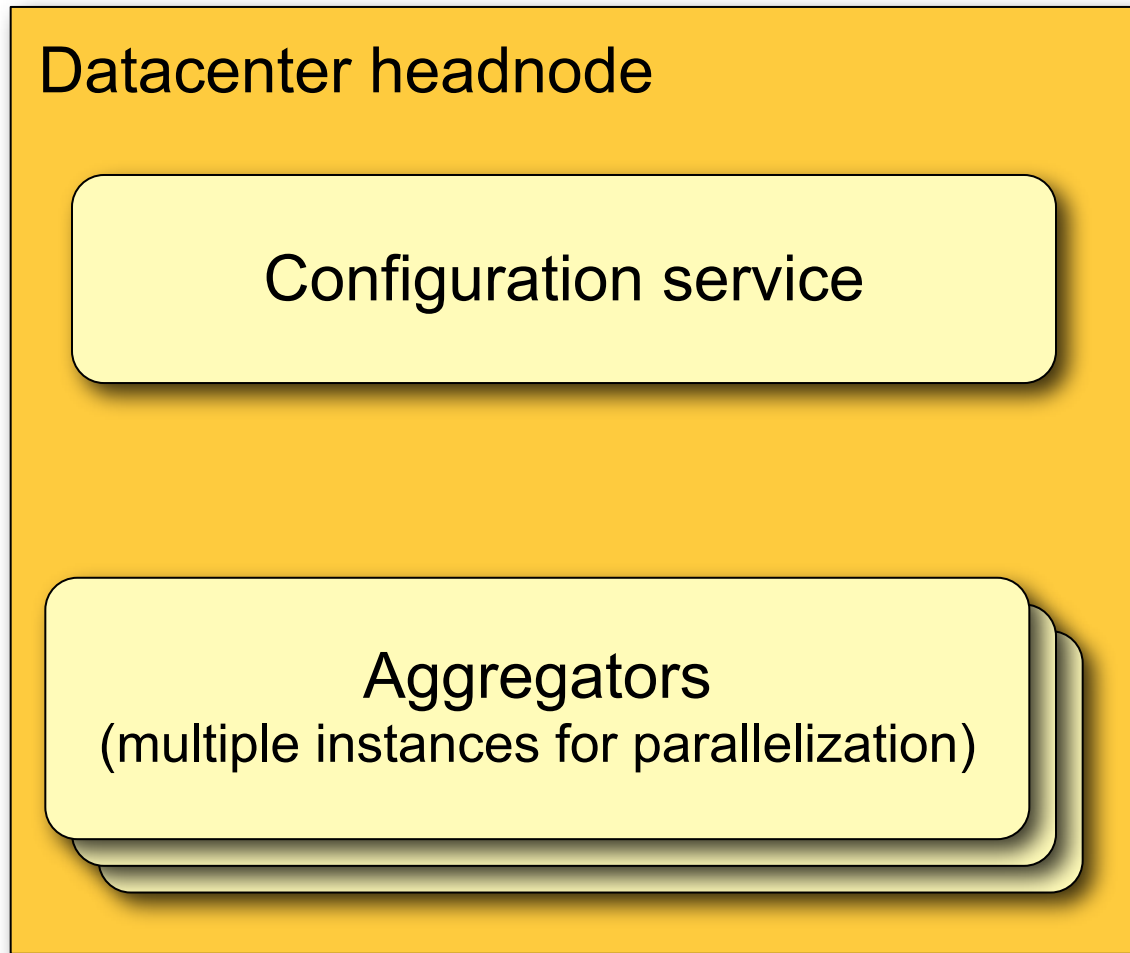 Datacenter headnode
Configuration service
Aggregators
(multiple instances for parallelization)